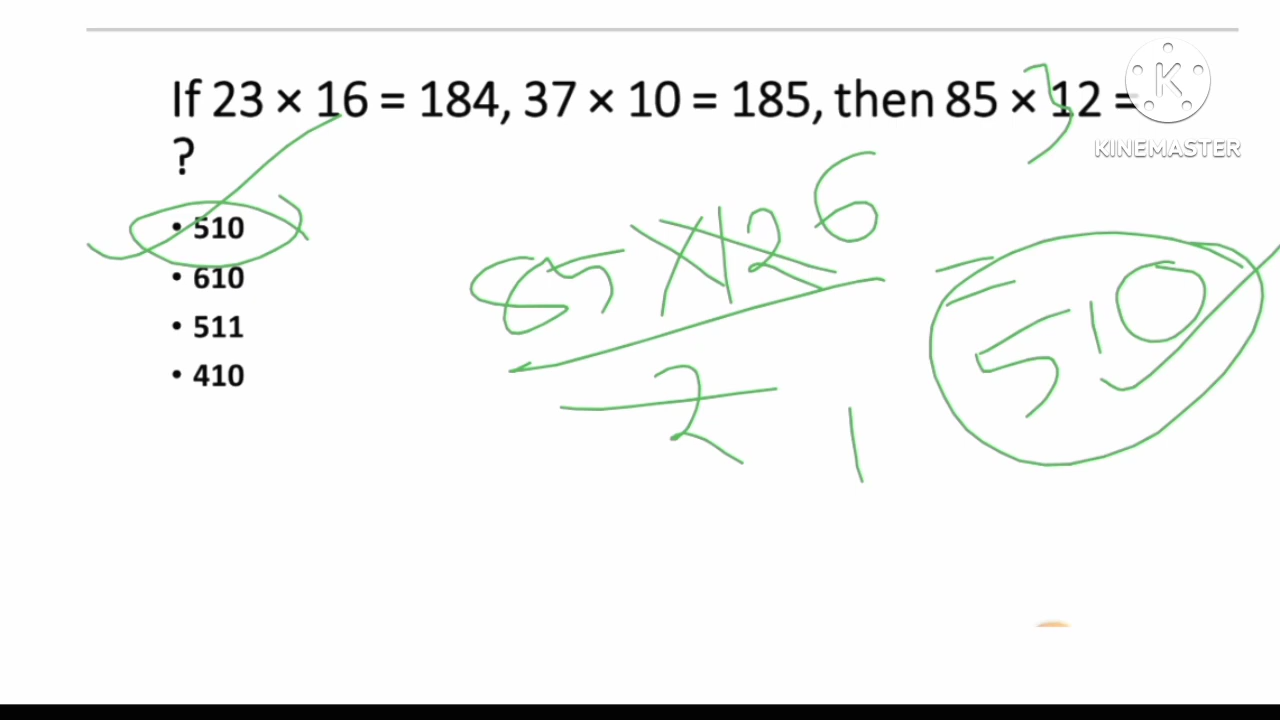 If 23 × 16 = 184, 37 × 10 = 185, then 85 × 12 =
?
• 510
• 610
• 511
• 410
85 × 12 6
2 1
= 510
K
KINEMASTER